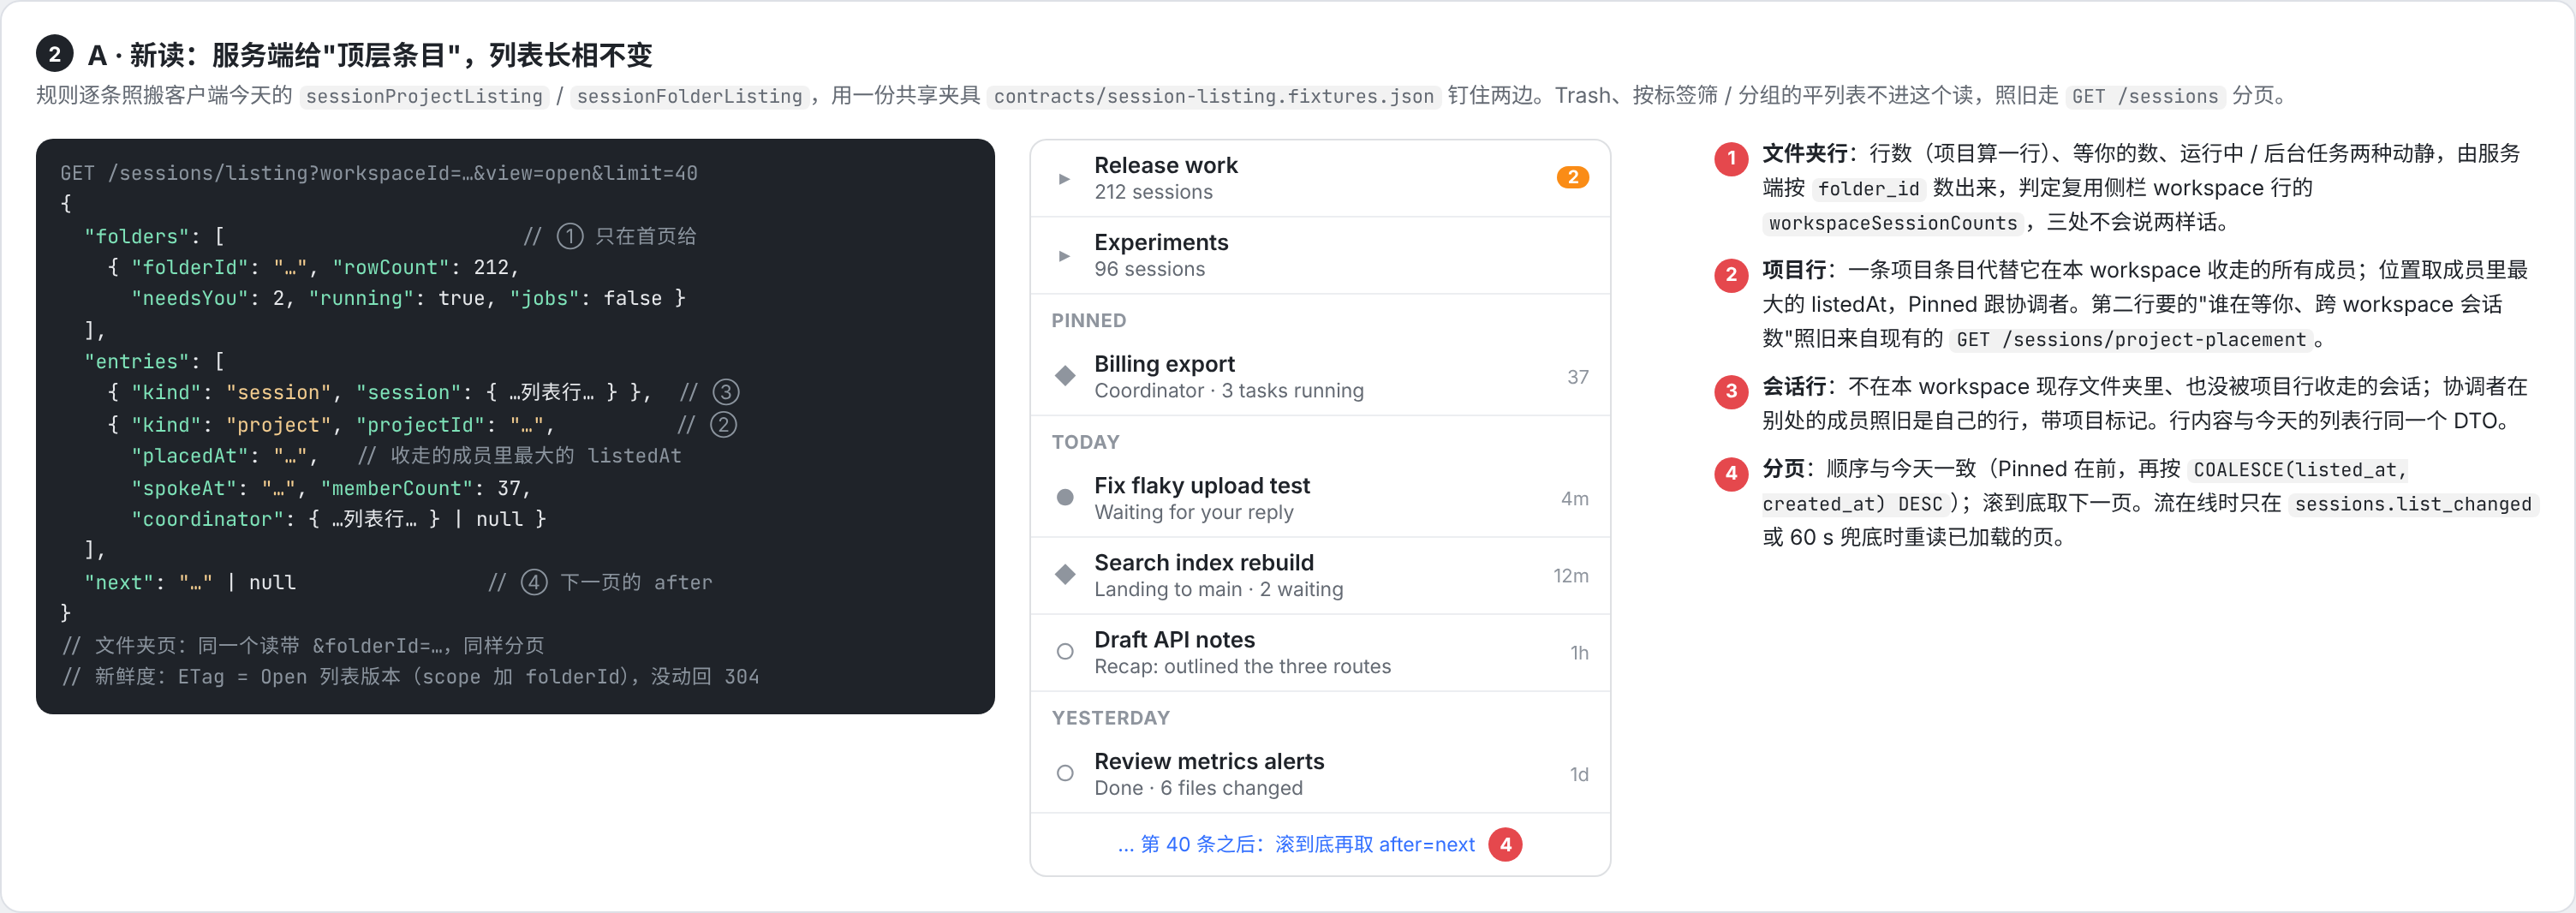 2 A · 新读：服务端给"顶层条目"，列表长相不变
规则逐条照搬客户端今天的 sessionProjectListing / sessionFolderListing，用一份共享夹具 contracts/session-listing.fixtures.json 钉住两边。Trash、按标签筛 / 分组的平列表不进这个读，照旧走 GET /sessions 分页。
GET /sessions/listing?workspaceId=…&view=open&limit=40
{
"folders": [ // ① 只在首页给
{ "folderId": "…", "rowCount": 212,
"needsYou": 2, "running": true, "jobs": false }
],
"entries": [
{ "kind": "session", "session": { …列表行… } }, // ③
{ "kind": "project", "projectId": "…", // ②
"placedAt": "…", // 收走的成员里最大的 listedAt
"spokeAt": "…", "memberCount": 37,
"coordinator": { …列表行… } | null }
],
"next": "…" | null // ④ 下一页的 after
}
// 文件夹页：同一个读带 &folderId=…，同样分页
// 新鲜度：ETag = Open 列表版本（scope 加 folderId），没动回 304
▶ Release work 2
212 sessions
▶ Experiments
96 sessions
PINNED
Billing export 37
Coordinator · 3 tasks running
TODAY
Fix flaky upload test 4m
Waiting for your reply
Search index rebuild 12m
Landing to main · 2 waiting
Draft API notes 1h
Recap: outlined the three routes
YESTERDAY
Review metrics alerts 1d
Done · 6 files changed
… 第 40 条之后：滚到底再取 after=next 4
1 文件夹行：行数（项目算一行）、等你的数、运行中 / 后台任务两种动静，由服务
端按 folder_id 数出来，判定复用侧栏 workspace 行的
workspaceSessionCounts，三处不会说两样话。
2 项目行：一条项目条目代替它在本 workspace 收走的所有成员；位置取成员里最
大的 listedAt，Pinned 跟协调者。第二行要的"谁在等你、跨 workspace 会话
数"照旧来自现有的 GET /sessions/project-placement。
3 会话行：不在本 workspace 现存文件夹里、也没被项目行收走的会话；协调者在
别处的成员照旧是自己的行，带项目标记。行内容与今天的列表行同一个 DTO。
4 分页：顺序与今天一致（Pinned 在前，再按 COALESCE(listed_at,
created_at) DESC）；滚到底取下一页。流在线时只在 sessions.list_changed
或 60 s 兜底时重读已加载的页。